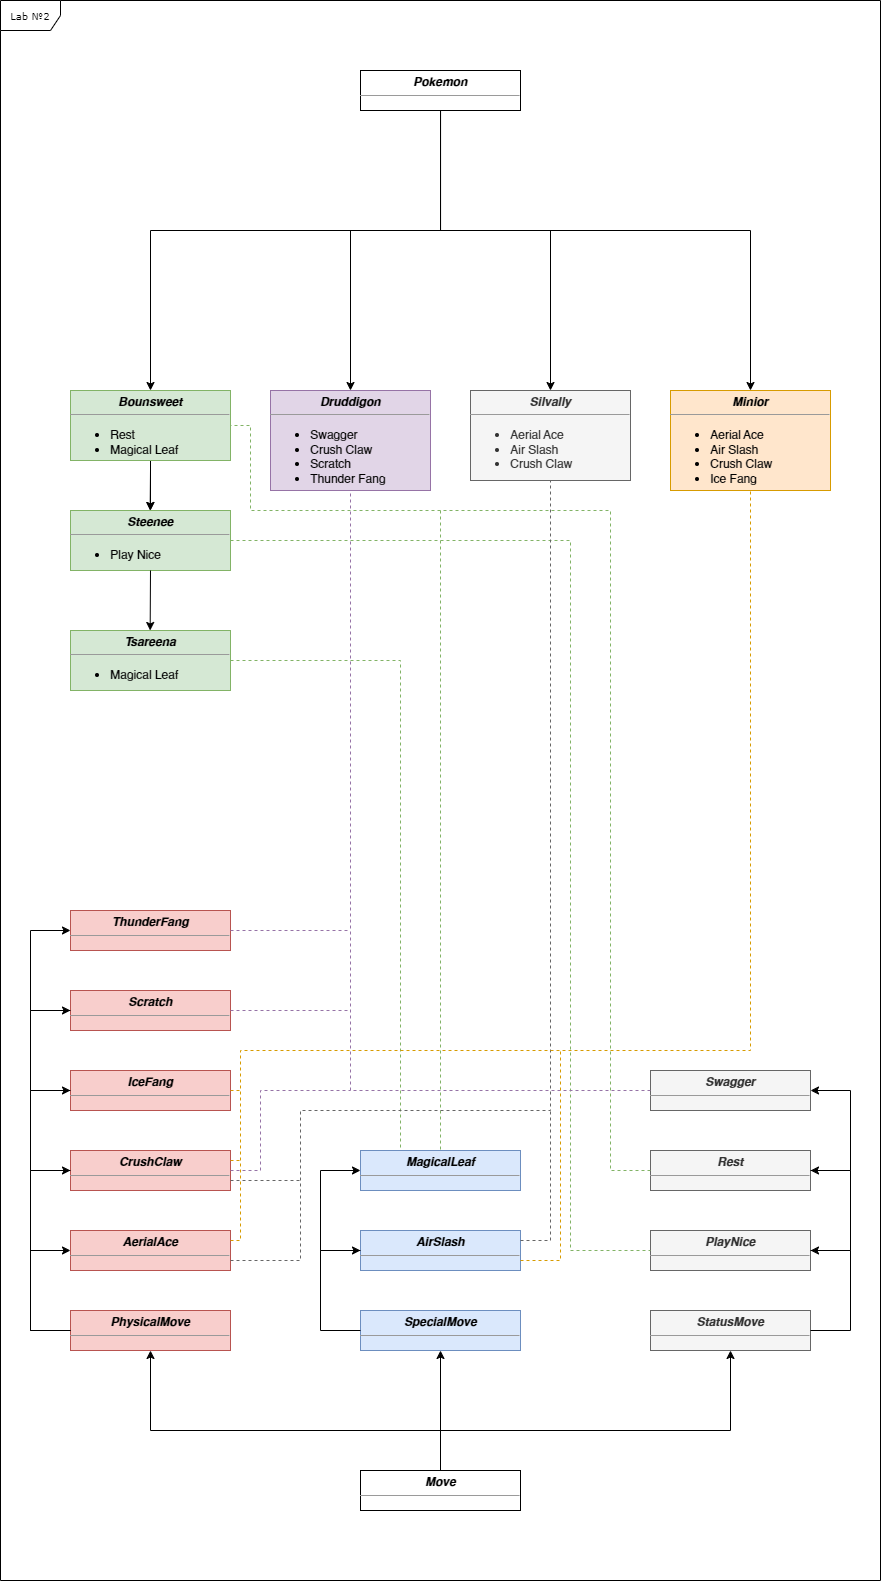 Lab №2
Pokemon
Bounsweet
Rest
Magical Leaf
Druddigon
Swagger
Crush Claw
Scratch
Thunder Fang
Silvally
Aerial Ace
Air Slash
Crush Claw
Minior
Aerial Ace
Air Slash
Crush Claw
Ice Fang
Steenee
Play Nice
Tsareena
Magical Leaf
ThunderFang
Scratch
IceFang
Swagger
CrushClaw
MagicalLeaf
Rest
AerialAce
AirSlash
PlayNice
PhysicalMove
SpecialMove
StatusMove
Move